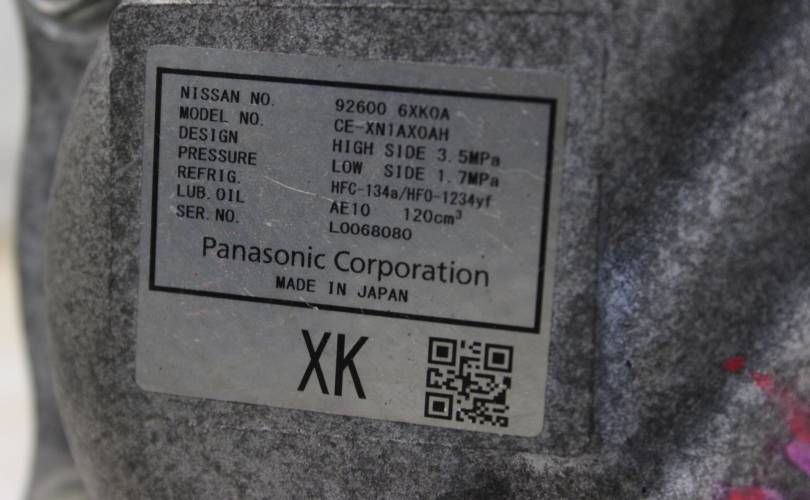 NISSAN NO. 92600 6XK0A
MODEL NO. CE-XN1AX0AH
DESIGN HIGH SIDE 3.5MPa
PRESSURE LOW SIDE 1.7MPa
REFRIG. HFC-134a/HFO-1234yf
LUB. OIL AE10 120cm³
SER. NO. L0068080
Panasonic Corporation
MADE IN JAPAN
XK